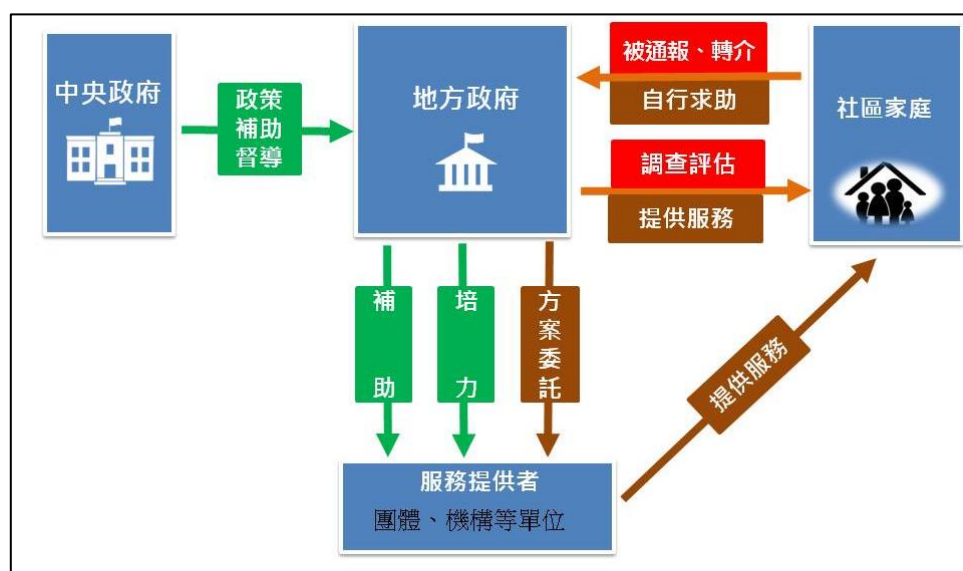 中央政府
政策
補助
督導
地方政府
被通報、轉介
自行求助
調查評估
提供服務
社區家庭
補助
培力
方案委託
提供服務
服務提供者
團體、機構等單位